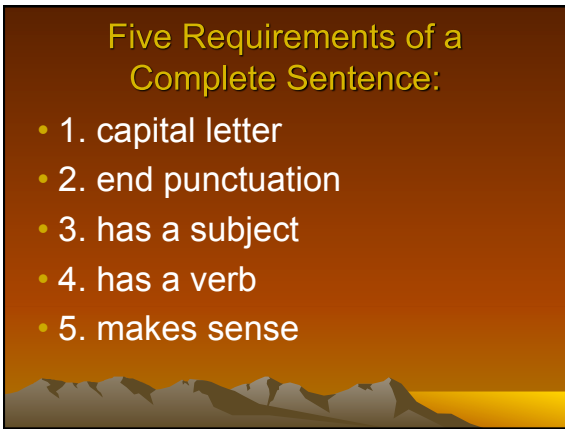 Five Requirements of a
Complete Sentence:
• 1. capital letter
• 2. end punctuation
• 3. has a subject
• 4. has a verb
• 5. makes sense